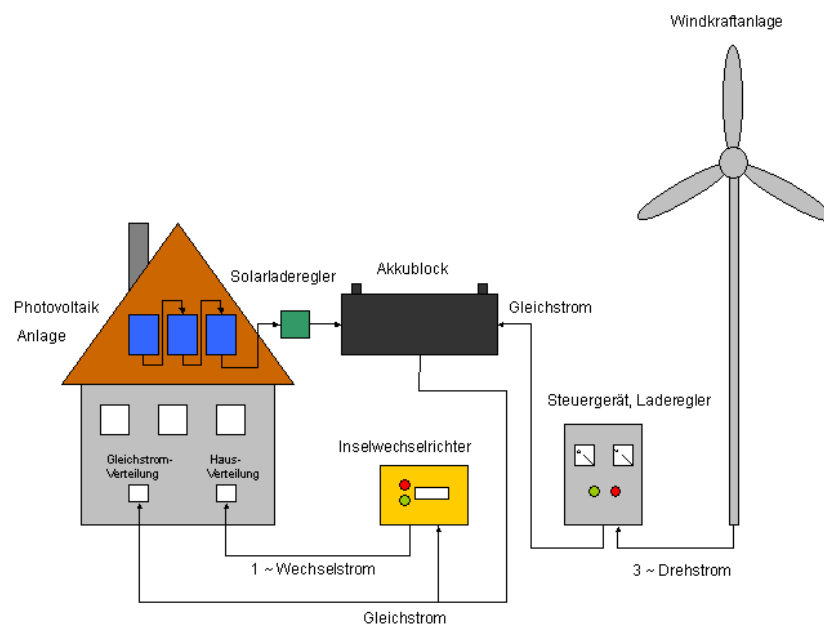 Windkraftanlage
Solarladeregler
Akkublock
Photovoltaik
Anlage
Gleichstrom
Steuergerät, Laderegler
Inselwechselrichter
Gleichstrom-
Verteilung
Haus-
Verteilung
1 ~ Wechselstrom
3 ~ Drehstrom
Gleichstrom